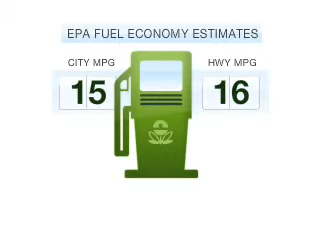 EPA FUEL ECONOMY ESTIMATES
CITY MPG
HWY MPG
15
16